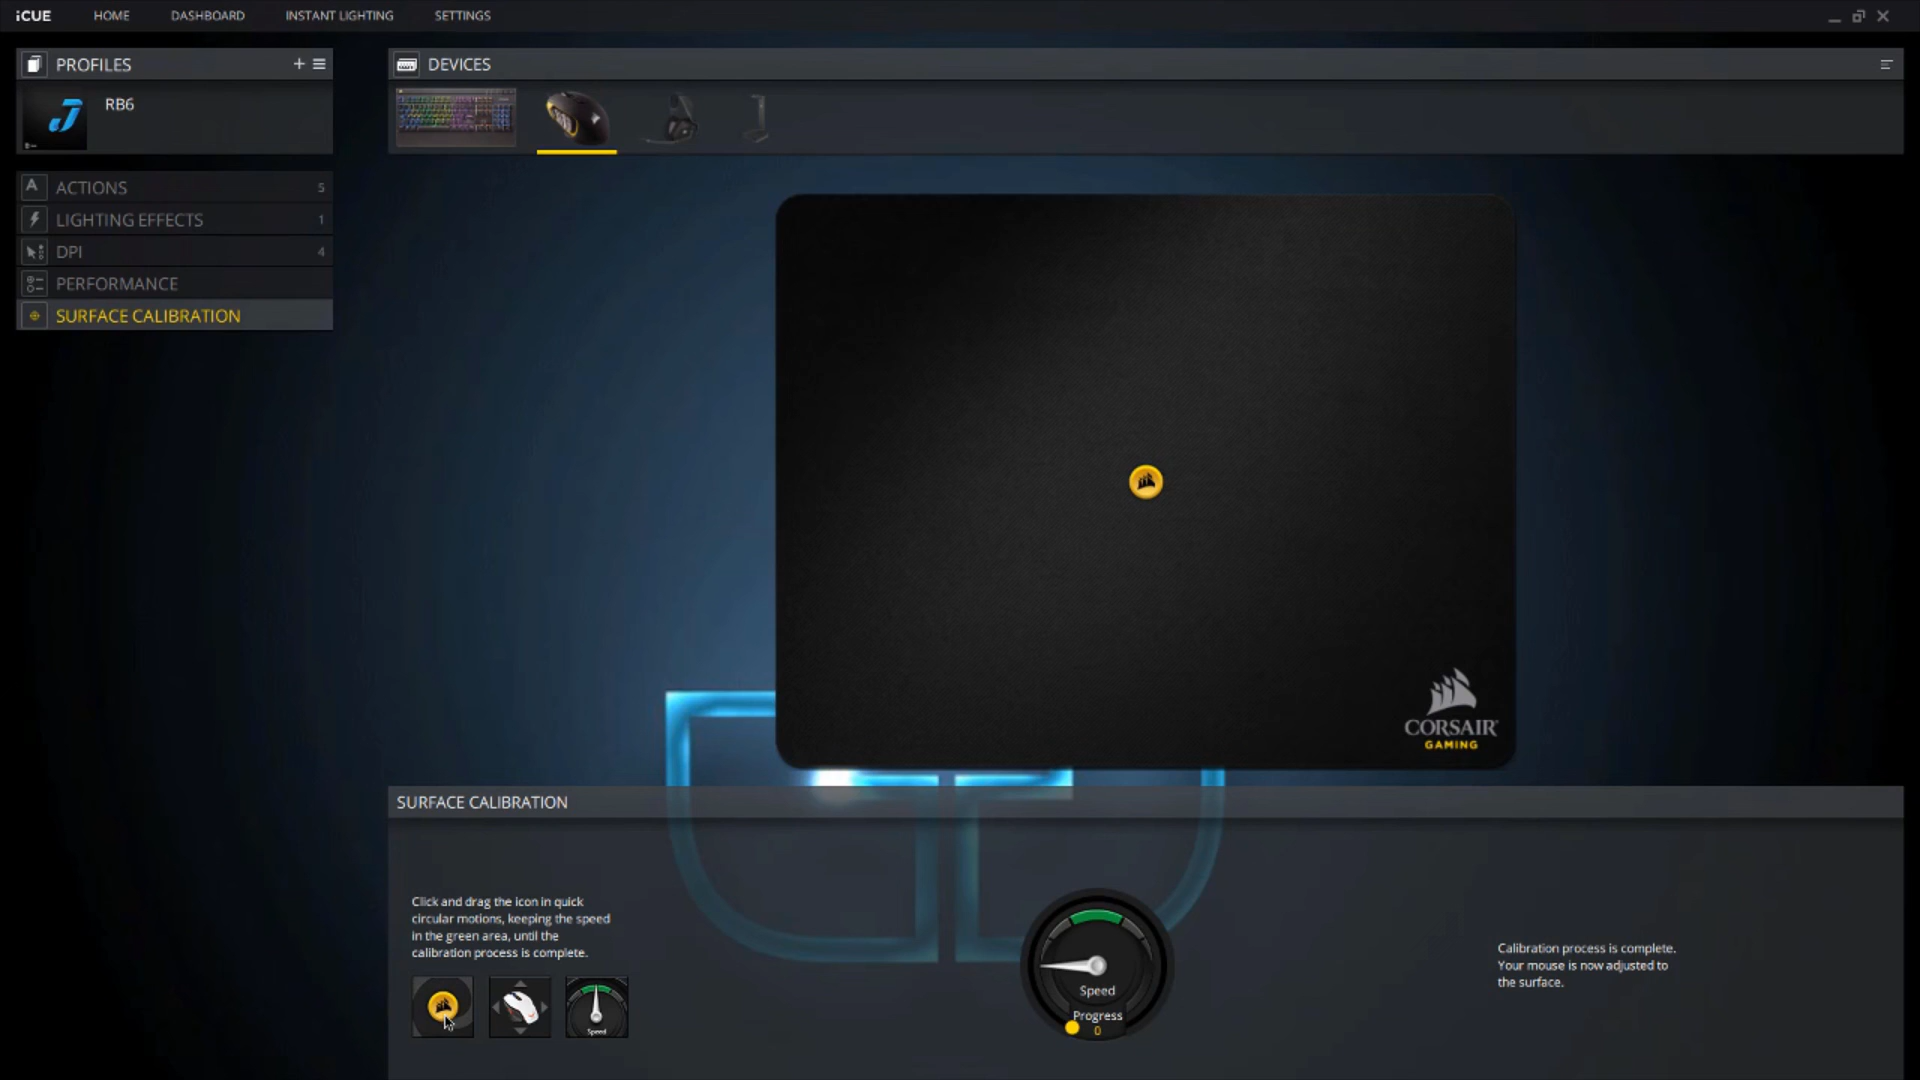 iCUE HOME DASHBOARD INSTANT LIGHTING SETTINGS
PROFILES
RB6
DEVICES
A ACTIONS 5
LIGHTING EFFECTS 1
DPI 4
PERFORMANCE
SURFACE CALIBRATION
CORSAIR
GAMING
SURFACE CALIBRATION
Click and drag the icon in quick
circular motions, keeping the speed
in the green area, until the
calibration process is complete.
Speed
Speed
Progress
0
Calibration process is complete.
Your mouse is now adjusted to
the surface.